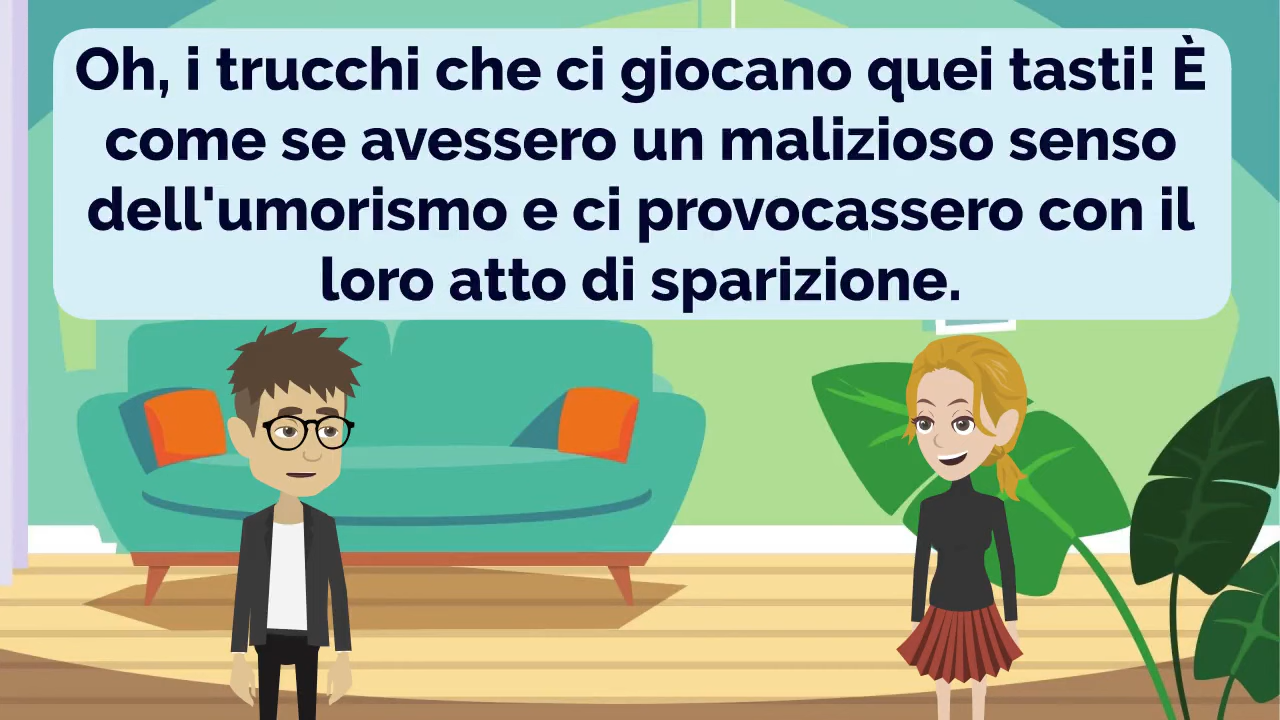 Oh, i trucchi che ci giocano quei tasti! È
come se avessero un malizioso senso
dell'umorismo e ci provocassero con il
loro atto di sparizione.